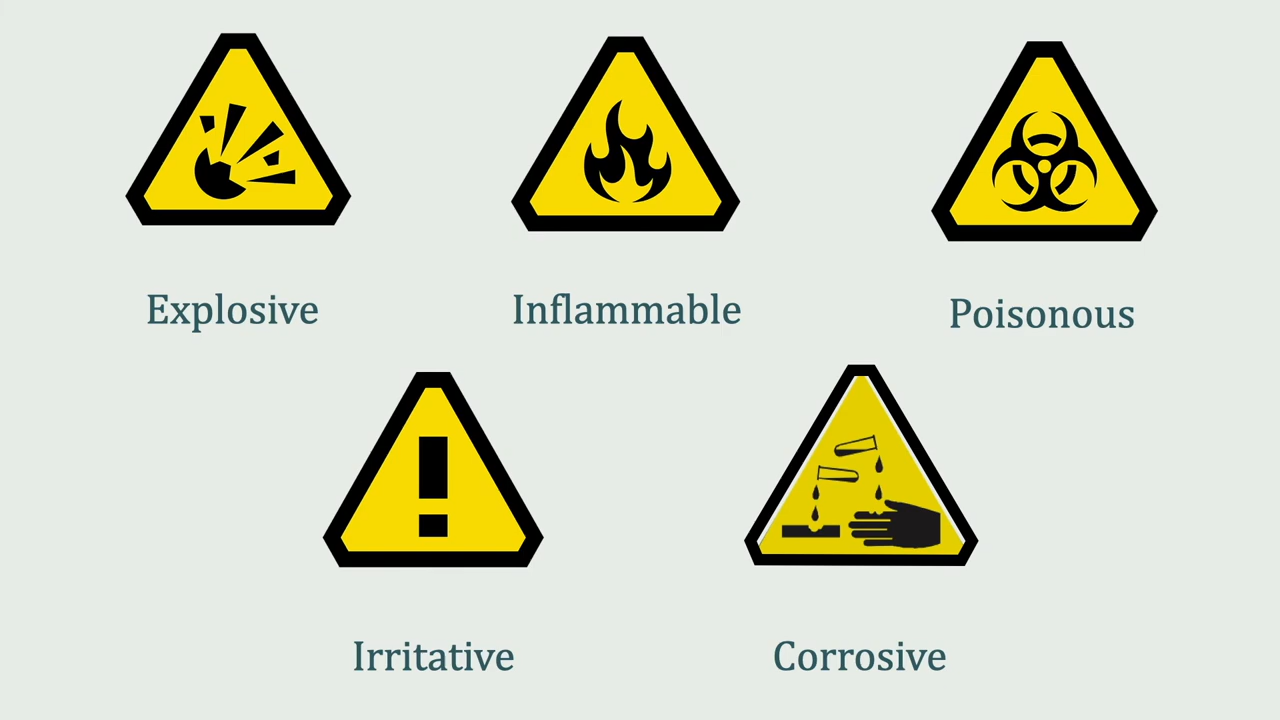 Explosive
Inflammable
Poisonous
Irritative
Corrosive